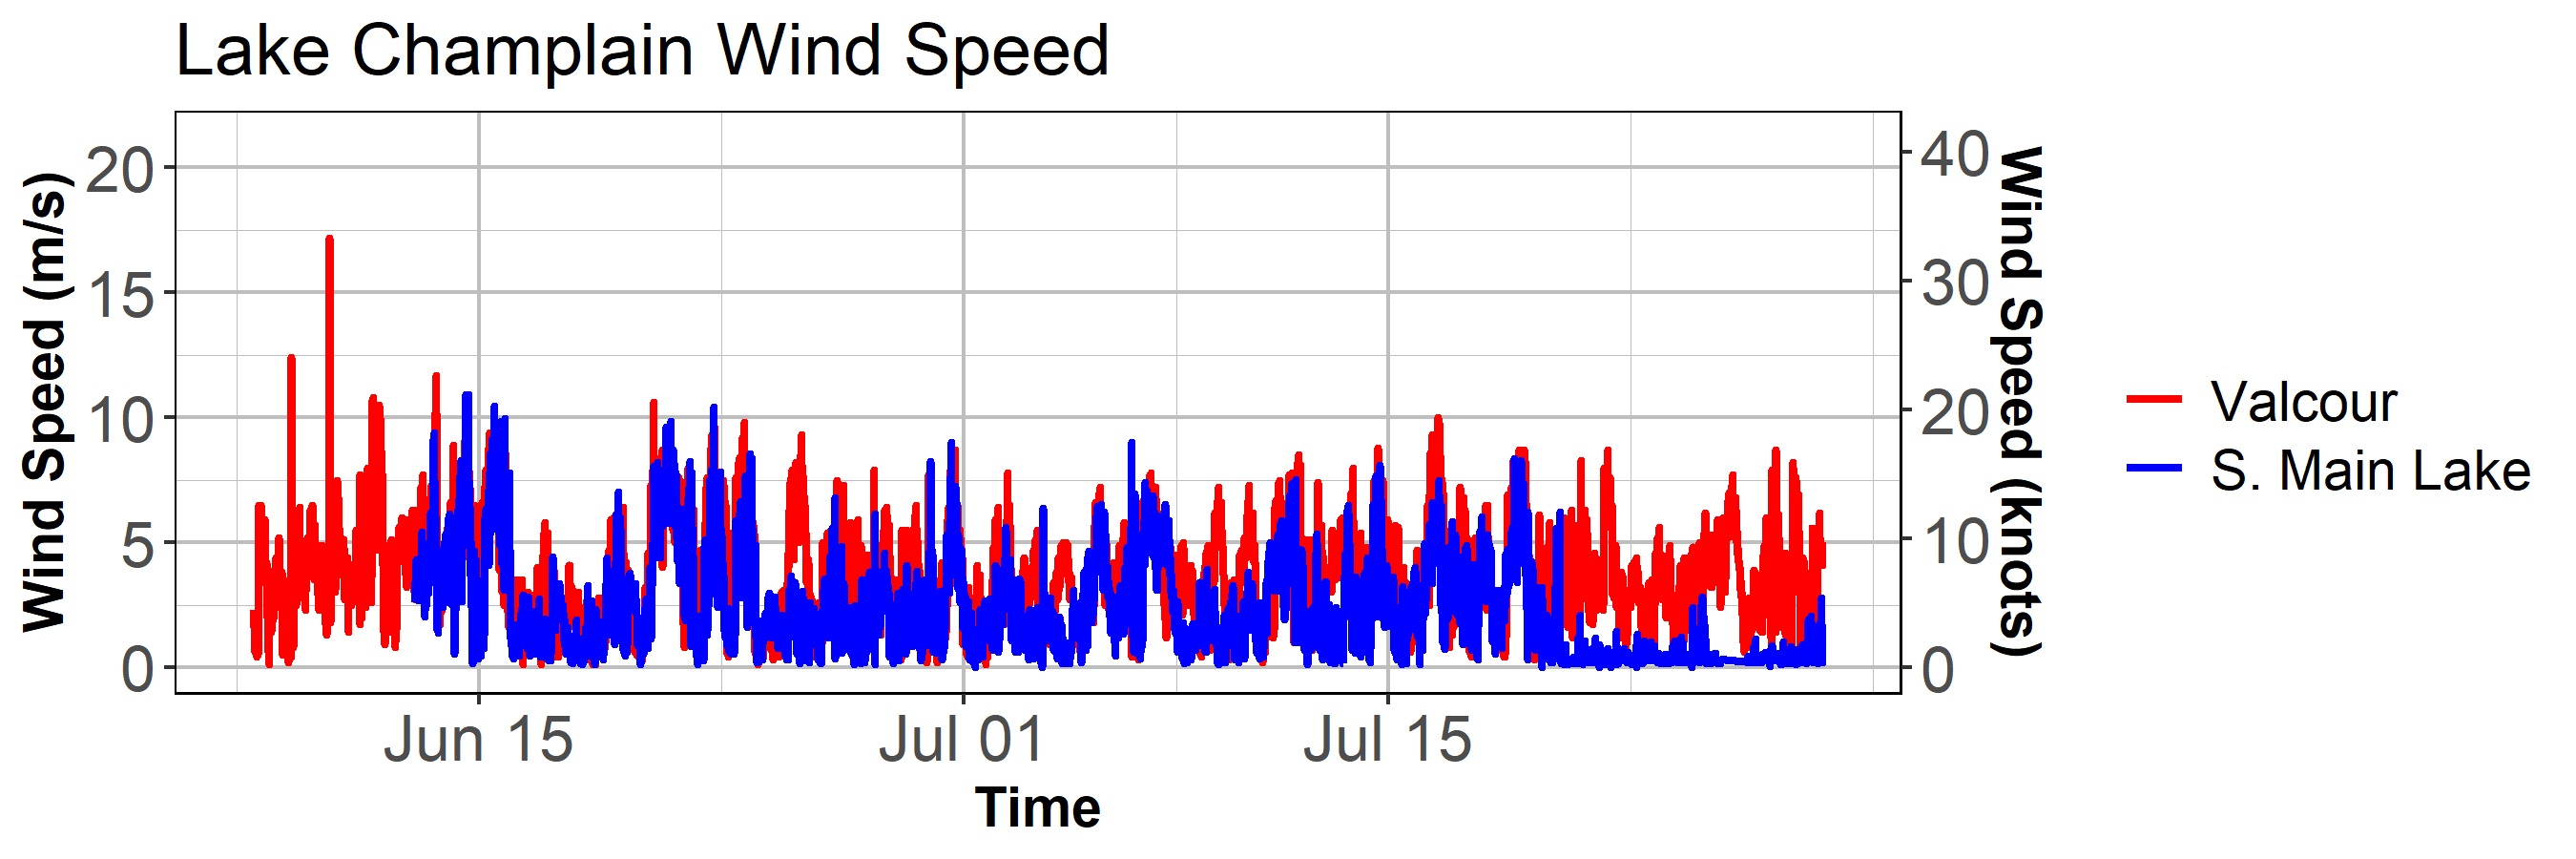 Lake Champlain Wind Speed
Wind Speed (m/s)
20
15
10
5
0
40
30
20
10
0
Wind Speed (knots)
Jun 15
Jul 01
Jul 15
Time
Valcour
S. Main Lake